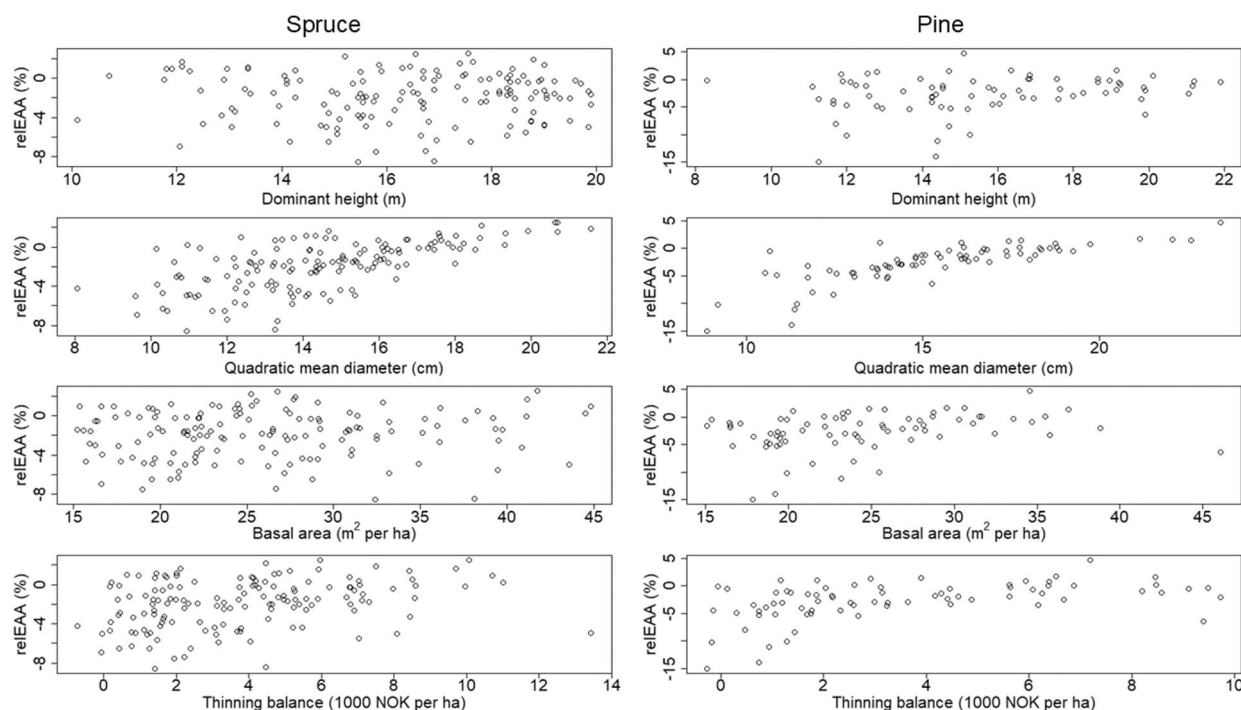 Spruce
Pine
relEAA (%)
0
-4
-8
10 12 14 16 18 20
Dominant height (m)
relEAA (%)
5
-5
-15
8 10 12 14 16 18 20 22
Dominant height (m)
relEAA (%)
0
-4
-8
8 10 12 14 16 18 20 22
Quadratic mean diameter (cm)
relEAA (%)
5
-5
-15
10 15 20
Quadratic mean diameter (cm)
relEAA (%)
0
-4
-8
15 20 25 30 35 40 45
Basal area (m² per ha)
relEAA (%)
5
-5
-15
15 20 25 30 35 40 45
Basal area (m² per ha)
relEAA (%)
0
-4
-8
0 2 4 6 8 10 12 14
Thinning balance (1000 NOK per ha)
relEAA (%)
5
-5
-15
0 2 4 6 8 10
Thinning balance (1000 NOK per ha)